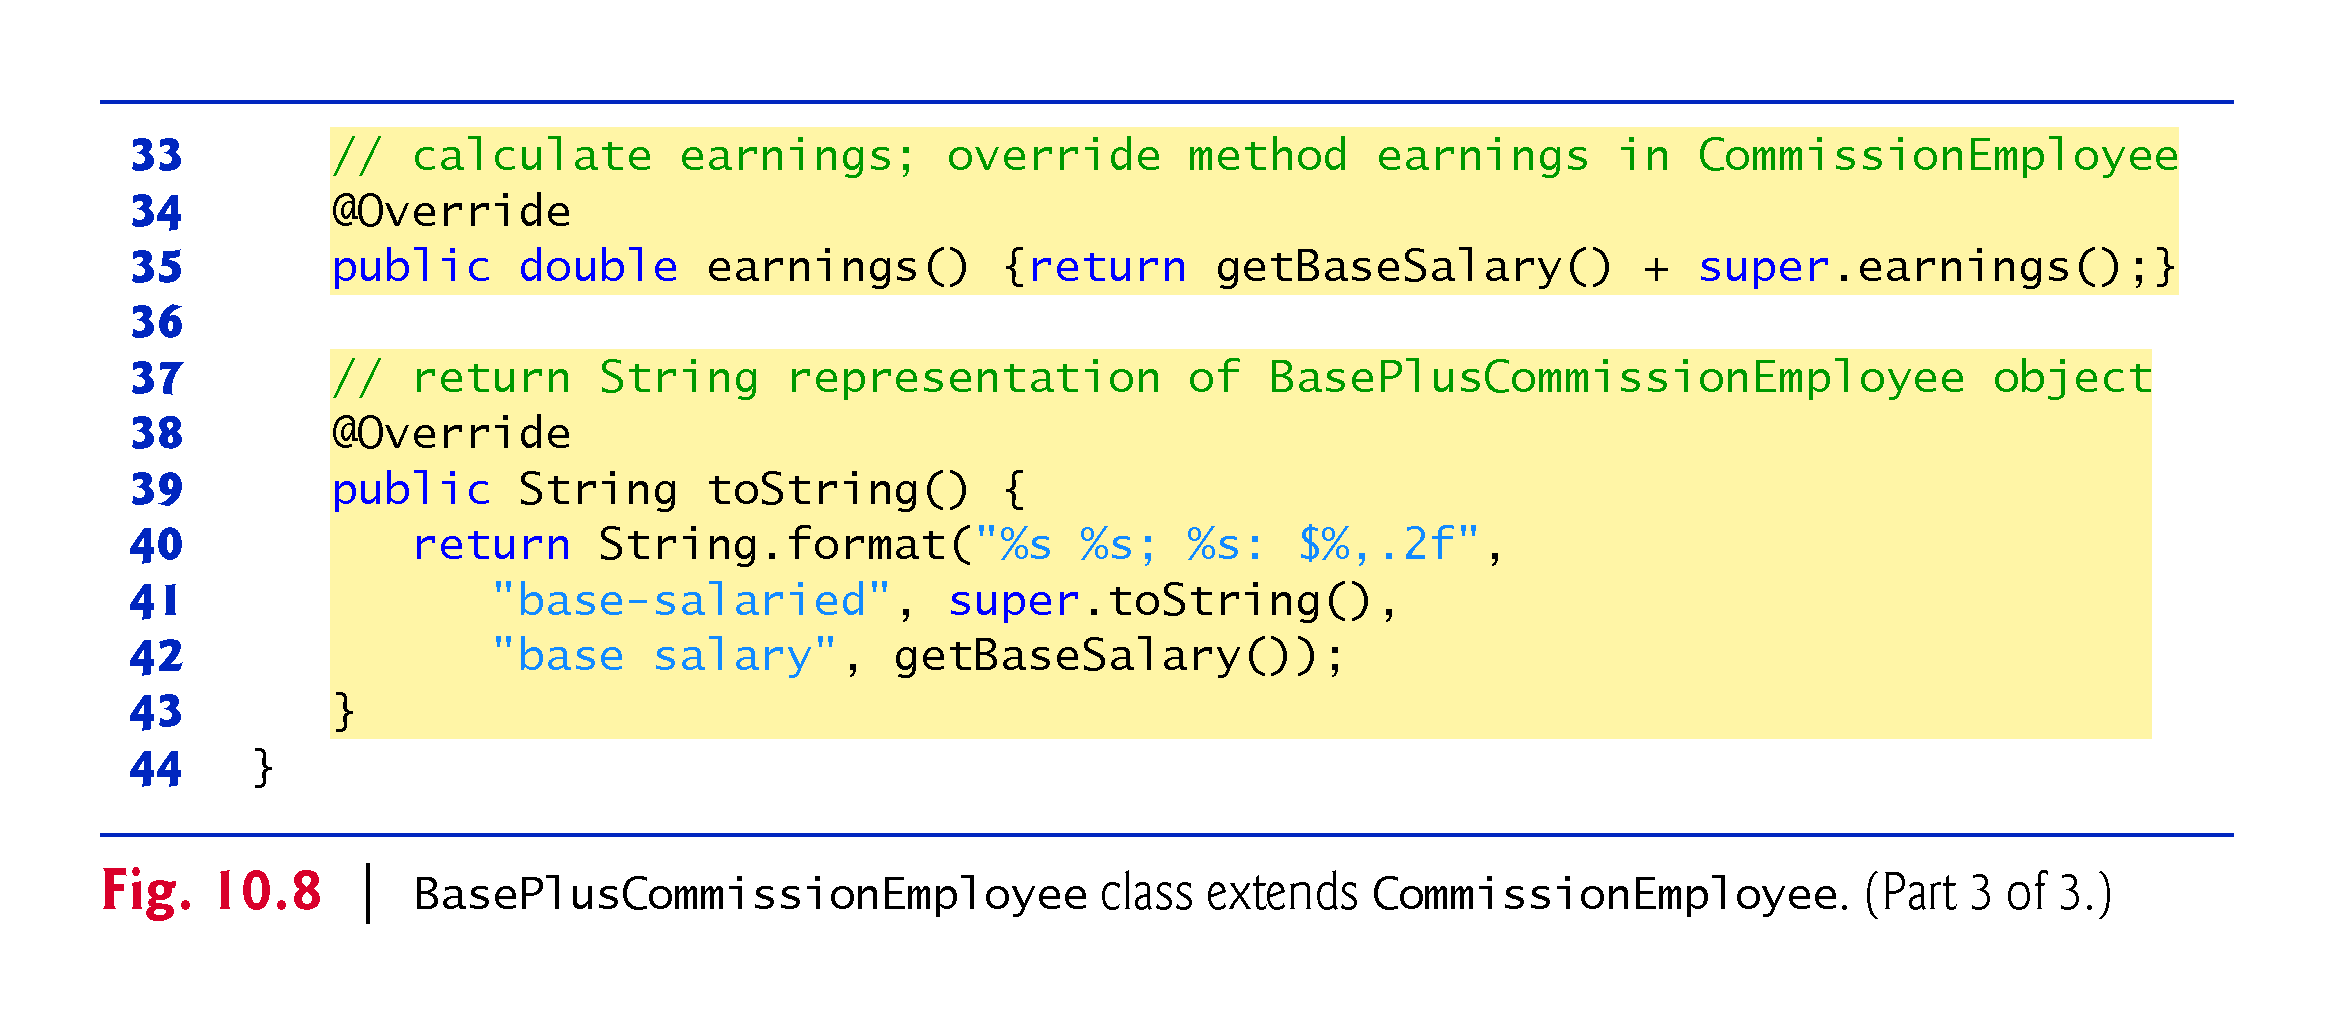 33 // calculate earnings; override method earnings in CommissionEmployee
34 @Override
35 public double earnings() {return getBaseSalary() + super.earnings();}
36
37 // return String representation of BasePlusCommissionEmployee object
38 @Override
39 public String toString() {
40 return String.format("%s %s; %s: $%,.2f",
41 "base-salaried", super.toString(),
42 "base salary", getBaseSalary());
43 }
44 }
Fig. 10.8 | BasePlusCommissionEmployee class extends CommissionEmployee. (Part 3 of 3.)